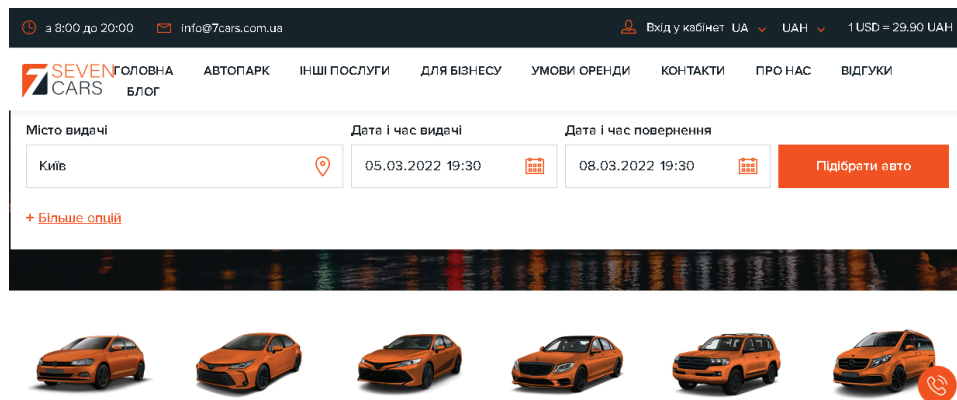 з 8:00 до 20:00 info@7cars.com.ua Вхід у кабінет UA UAH 1 USD = 29.90 UAH
7 SEVEN CARS
ГОЛОВНА АВТОПАРК ІНШІ ПОСЛУГИ ДЛЯ БІЗНЕСУ УМОВИ ОРЕНДИ КОНТАКТИ ПРО НАС ВІДГУКИ
БЛОГ
Місто видачі Дата і час видачі Дата і час повернення
Київ 05.03.2022 19:30 08.03.2022 19:30 Підібрати авто
+ Більше опцій